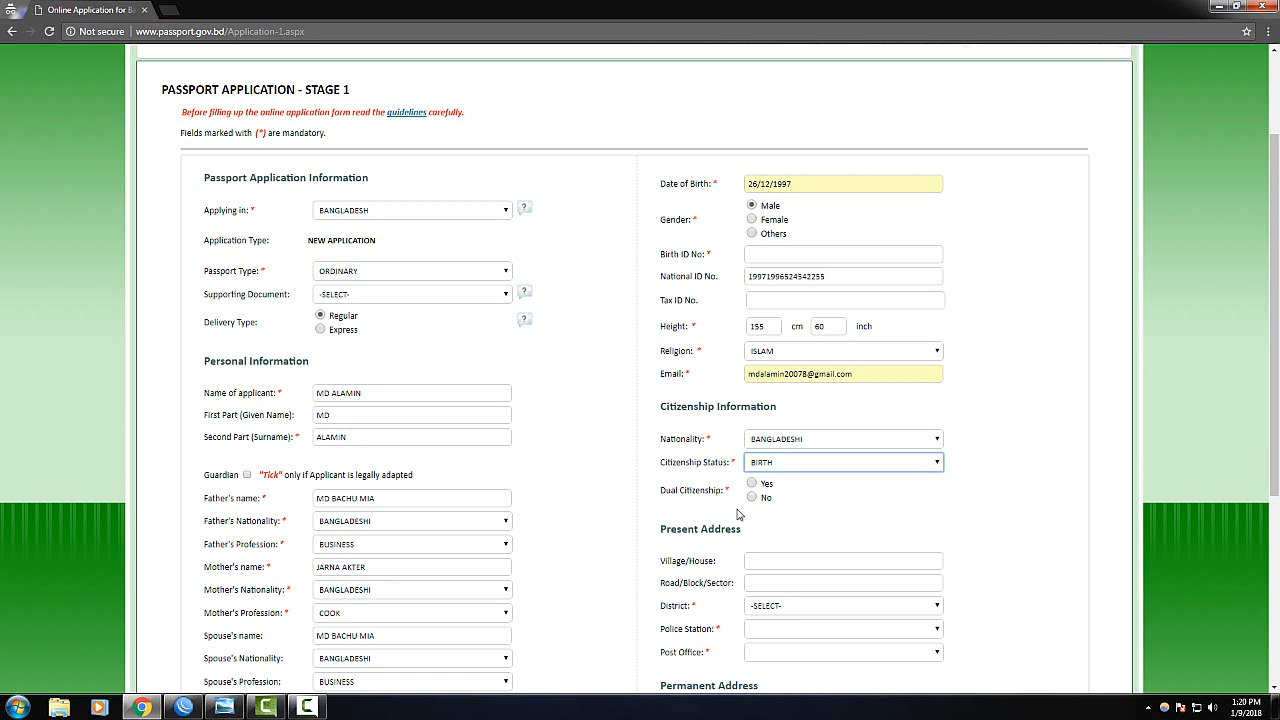 Online Application for Ba
Not secure
www.passport.gov.bd/Application-1.aspx
PASSPORT APPLICATION - STAGE 1
Before filling up the online application form read the guidelines carefully.
Fields marked with (*) are mandatory.
Passport Application Information
Applying in: * BANGLADESH
Application Type: NEW APPLICATION
Passport Type: * ORDINARY
Supporting Document: -SELECT-
Delivery Type: Regular
Express
Personal Information
Name of applicant: * MD ALAMIN
First Part (Given Name): MD
Second Part (Surname): * ALAMIN
Guardian "Tick" only if Applicant is legally adapted
Father's name: * MD BACHU MIA
Father's Nationality: * BANGLADESHI
Father's Profession: * BUSINESS
Mother's name: * JARNA AKTER
Mother's Nationality: * BANGLADESHI
Mother's Profession: * COOK
Spouse's name: MD BACHU MIA
Spouse's Nationality: BANGLADESHI
Spouse's Profession: BUSINESS
Date of Birth: * 26/12/1997
Gender: * Male
Female
Others
Birth ID No: *
National ID No. 19971996524542255
Tax ID No.
Height: * 155 cm 60 inch
Religion: * ISLAM
Email: * mdalamin20078@gmail.com
Citizenship Information
Nationality: * BANGLADESHI
Citizenship Status: * BIRTH
Dual Citizenship: * Yes
No
Present Address
Village/House:
Road/Block/Sector:
District: * -SELECT-
Police Station: *
Post Office: *
Permanent Address
1:20 PM
1/9/2018